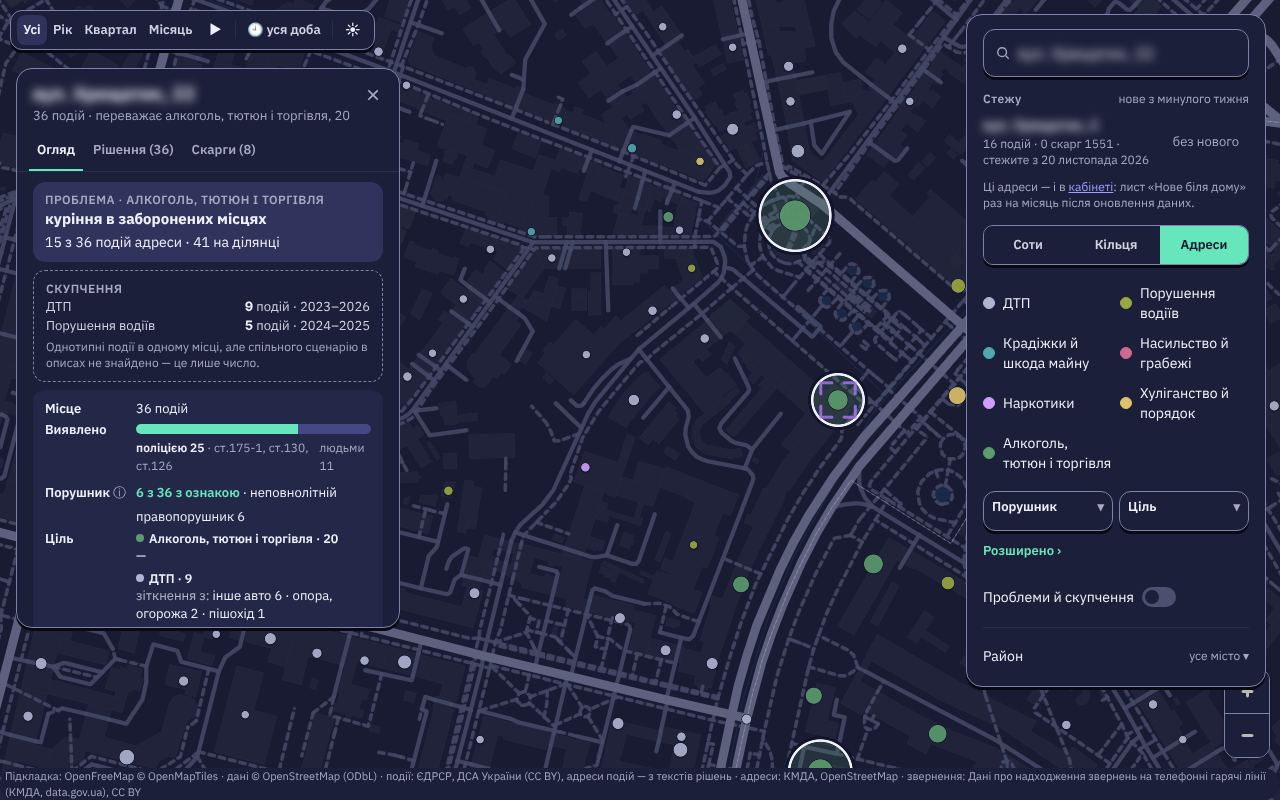 Усі Рік Квартал Місяць ▶ 🕘 уся доба ☀
36 подій · переважає алкоголь, тютюн і торгівля, 20
Огляд Рішення (36) Скарги (8)
ПРОБЛЕМА · АЛКОГОЛЬ, ТЮТЮН І ТОРГІВЛЯ
куріння в заборонених місцях
15 з 36 подій адреси · 41 на ділянці
СКУПЧЕННЯ
ДТП 9 подій · 2023–2026
Порушення водіїв 5 подій · 2024–2025
Однотипні події в одному місці, але спільного сценарію в
описах не знайдено — це лише число.
Місце 36 подій
Виявлено
поліцією 25 · ст.175-1, ст.130, людьми
ст.126 11
Порушник ⓘ 6 з 36 з ознакою · неповнолітній
правопорушник 6
Ціль Алкоголь, тютюн і торгівля · 20
—
ДТП · 9
зіткнення з: інше авто 6 · опора,
огорожа 2 · пішохід 1
Стежу нове з минулого тижня
16 подій · 0 скарг 1551 · без нового
стежите з 20 листопада 2026
Ці адреси — і в кабінеті: лист «Нове біля дому»
раз на місяць після оновлення даних.
Соти Кільця Адреси
ДТП
Порушення
водіїв
Крадіжки й
шкода майну
Насильство й
грабежі
Наркотики
Хуліганство й
порядок
Алкоголь,
тютюн і торгівля
Порушник ▾ Ціль ▾
Розширено ›
Проблеми й скупчення
Район усе місто ▾
+
−
Підкладка: OpenFreeMap © OpenMapTiles · дані © OpenStreetMap (ODbL) · події: ЄДРСР, ДСА України (CC BY), адреси подій — з текстів рішень · адреси: КМДА, OpenStreetMap · звернення: Дані про надходження звернень на телефонні гарячі лінії
(КМДА, data.gov.ua), CC BY